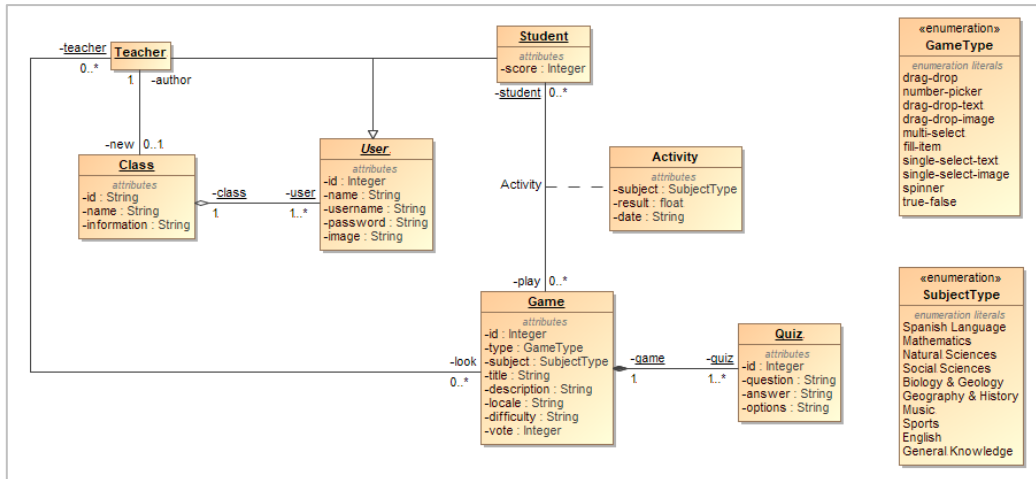 -teacher
0..*
Teacher
1
-author
-new
0..1
Class
attributes
-id : String
-name : String
-information : String
-class
1
-user
1..*
User
attributes
-id : Integer
-name : String
-username : String
-password : String
-image : String
Student
attributes
-score : Integer
-student
0..*
Activity
Activity
attributes
-subject : SubjectType
-result : float
-date : String
-play
0..*
-look
0..*
Game
attributes
-id : Integer
-type : GameType
-subject : SubjectType
-title : String
-description : String
-locale : String
-difficulty : String
-vote : Integer
-game
1
-quiz
1..*
Quiz
attributes
-id : Integer
-question : String
-answer : String
-options : String
«enumeration»
GameType
enumeration literals
drag-drop
number-picker
drag-drop-text
drag-drop-image
multi-select
fill-item
single-select-text
single-select-image
spinner
true-false
«enumeration»
SubjectType
enumeration literals
Spanish Language
Mathematics
Natural Sciences
Social Sciences
Biology & Geology
Geography & History
Music
Sports
English
General Knowledge